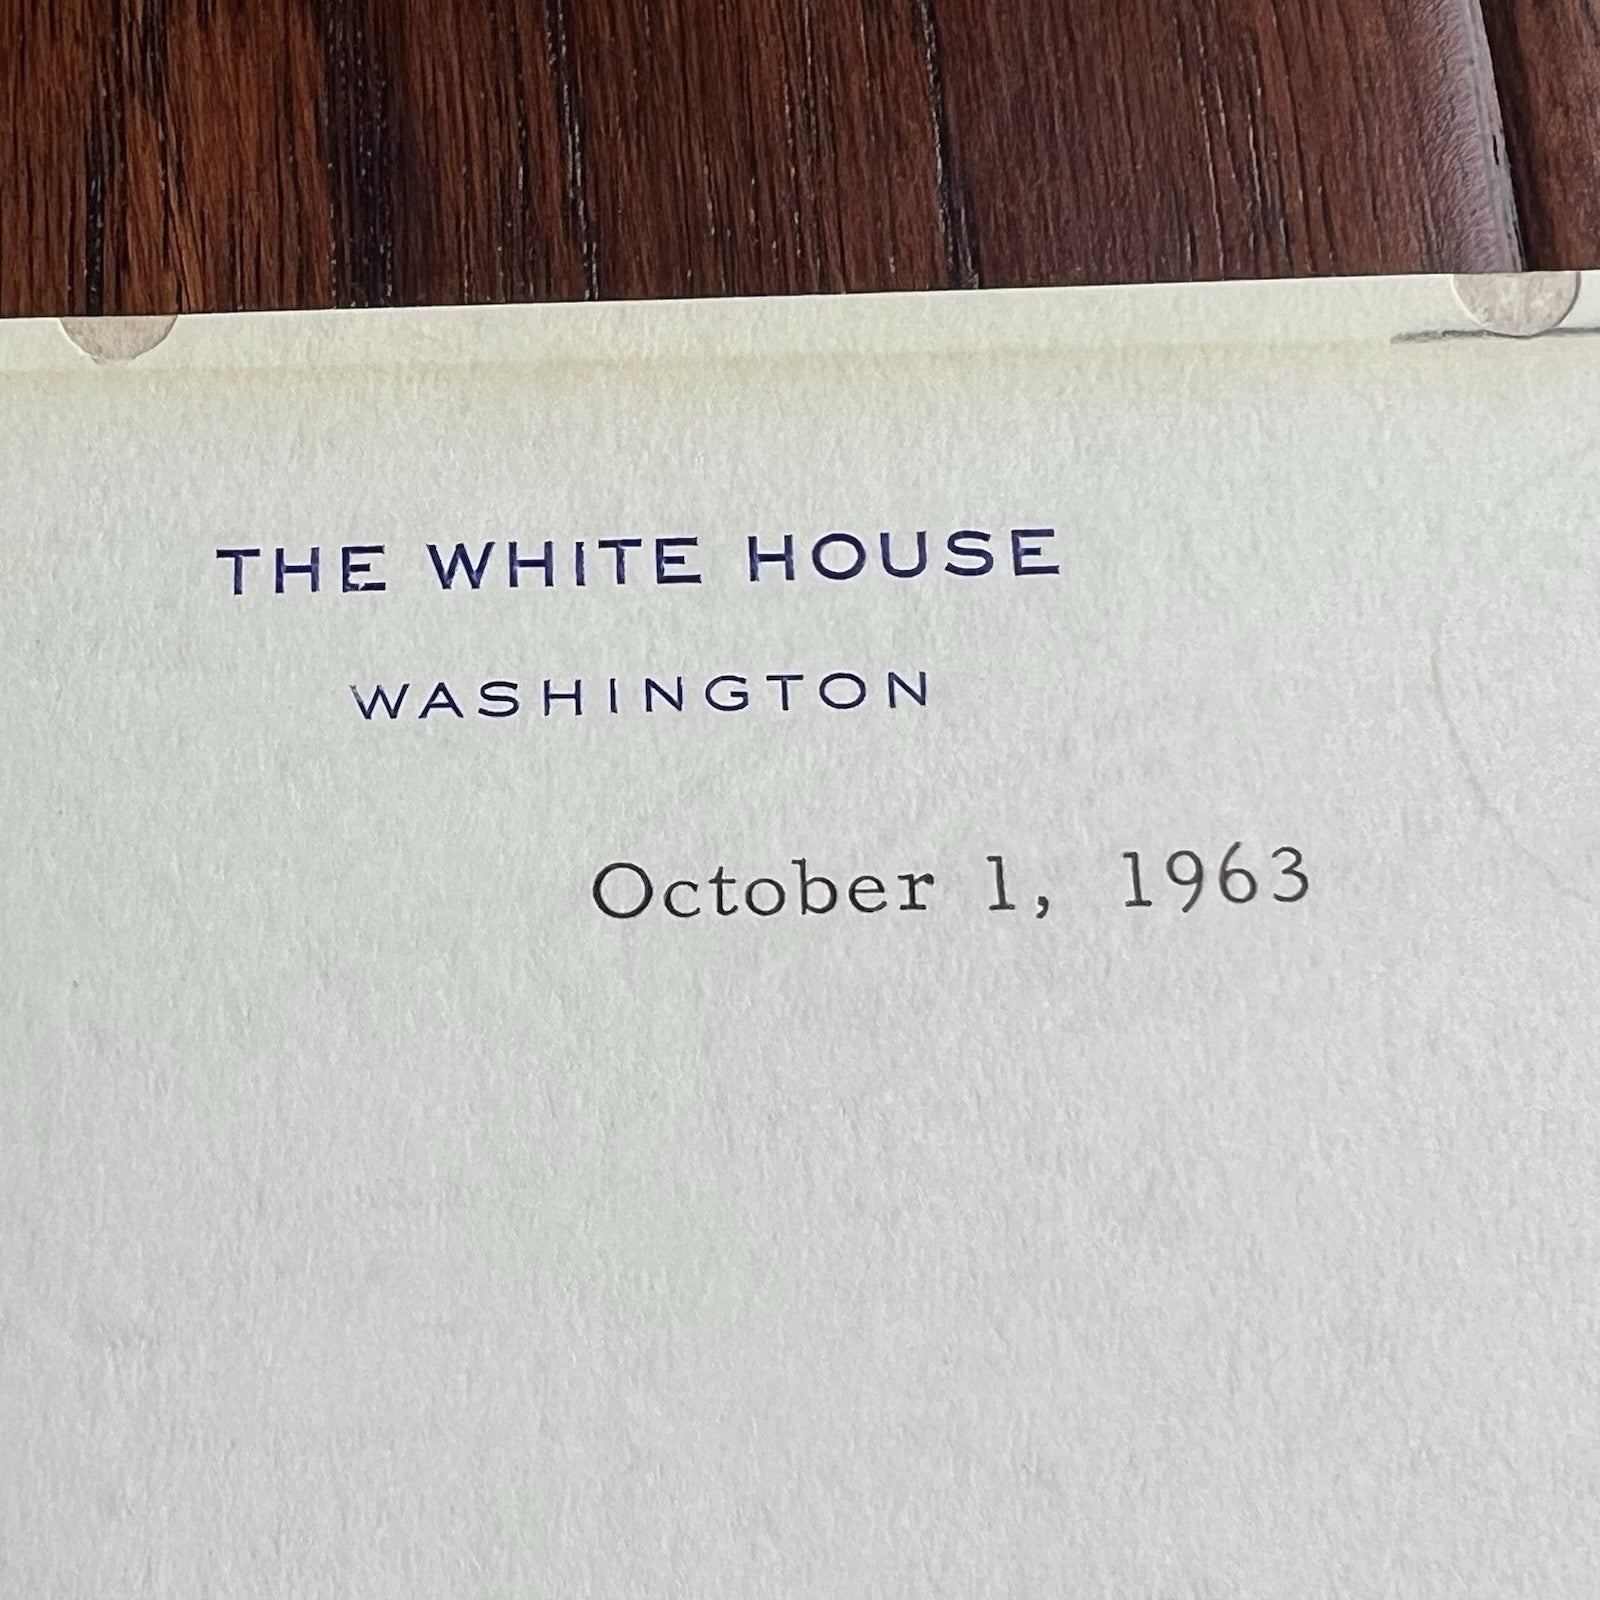 THE WHITE HOUSE
WASHINGTON
October 1, 1963